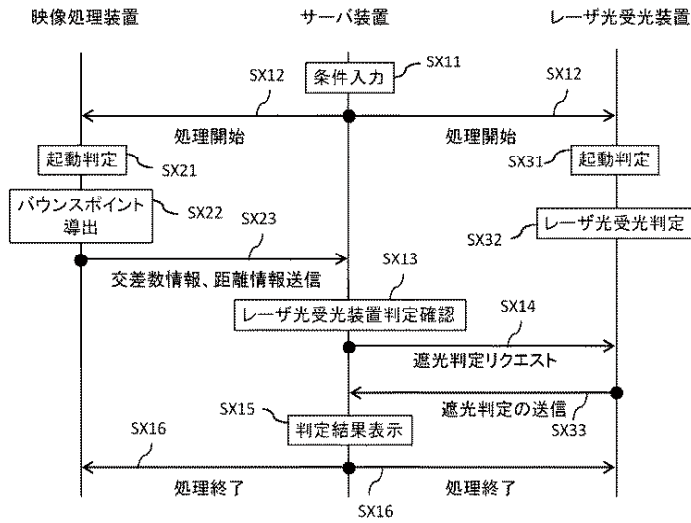 映像処理装置
サーバ装置
レーザ光受光装置
条件入力
SX11
SX12
SX12
処理開始
処理開始
起動判定
SX21
SX31
起動判定
バウンスポイント
導出
SX22
SX23
SX32
レーザ光受光判定
交差数情報、距離情報送信
SX13
レーザ光受光装置判定確認
SX14
遮光判定リクエスト
遮光判定の送信
SX33
SX15
判定結果表示
SX16
処理終了
処理終了
SX16